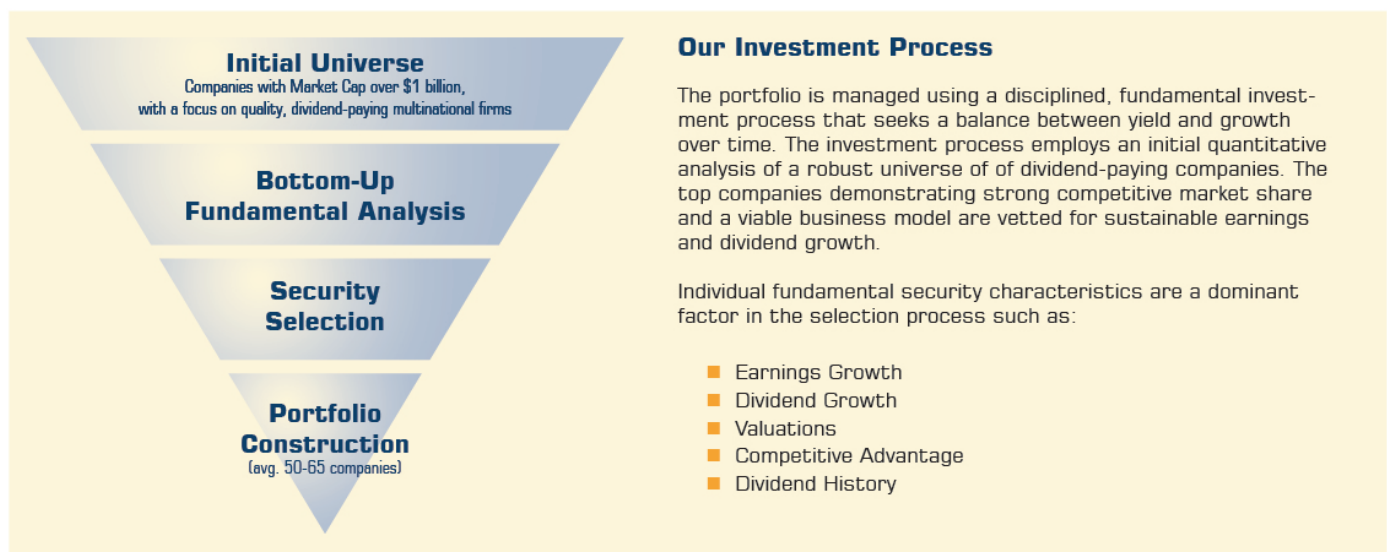 Initial Universe
Companies with Market Cap over $1 billion,
with a focus on quality, dividend-paying multinational firms
Bottom-Up
Fundamental Analysis
Security
Selection
Portfolio
Construction
(avg. 50-65 companies)
Our Investment Process
The portfolio is managed using a disciplined, fundamental invest-
ment process that seeks a balance between yield and growth
over time. The investment process employs an initial quantitative
analysis of a robust universe of of dividend-paying companies. The
top companies demonstrating strong competitive market share
and a viable business model are vetted for sustainable earnings
and dividend growth.
Individual fundamental security characteristics are a dominant
factor in the selection process such as:
Earnings Growth
Dividend Growth
Valuations
Competitive Advantage
Dividend History